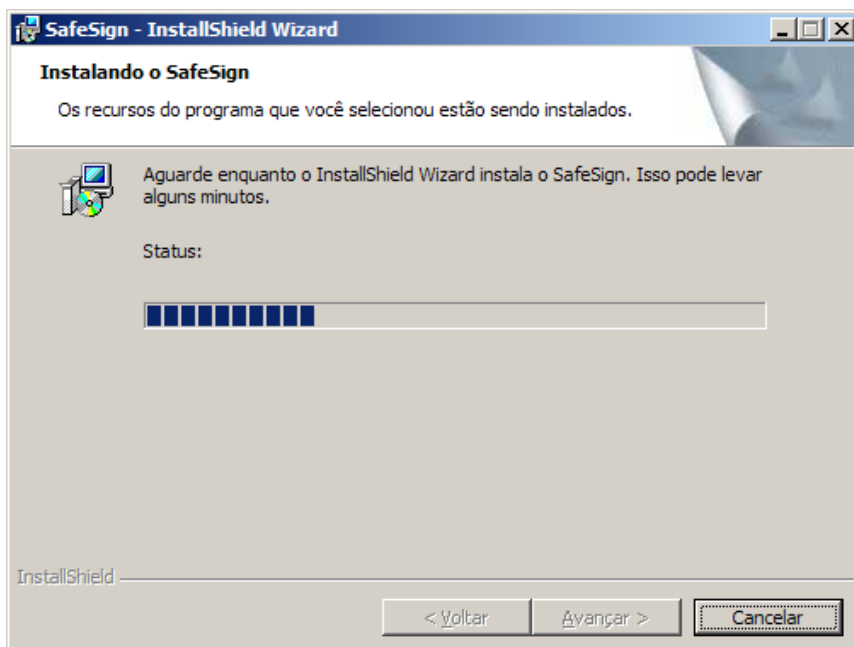 SafeSign - InstallShield Wizard
Instalando o SafeSign
Os recursos do programa que você selecionou estão sendo instalados.
Aguarde enquanto o InstallShield Wizard instala o SafeSign. Isso pode levar
alguns minutos.
Status:
InstallShield
< Voltar
Avançar >
Cancelar